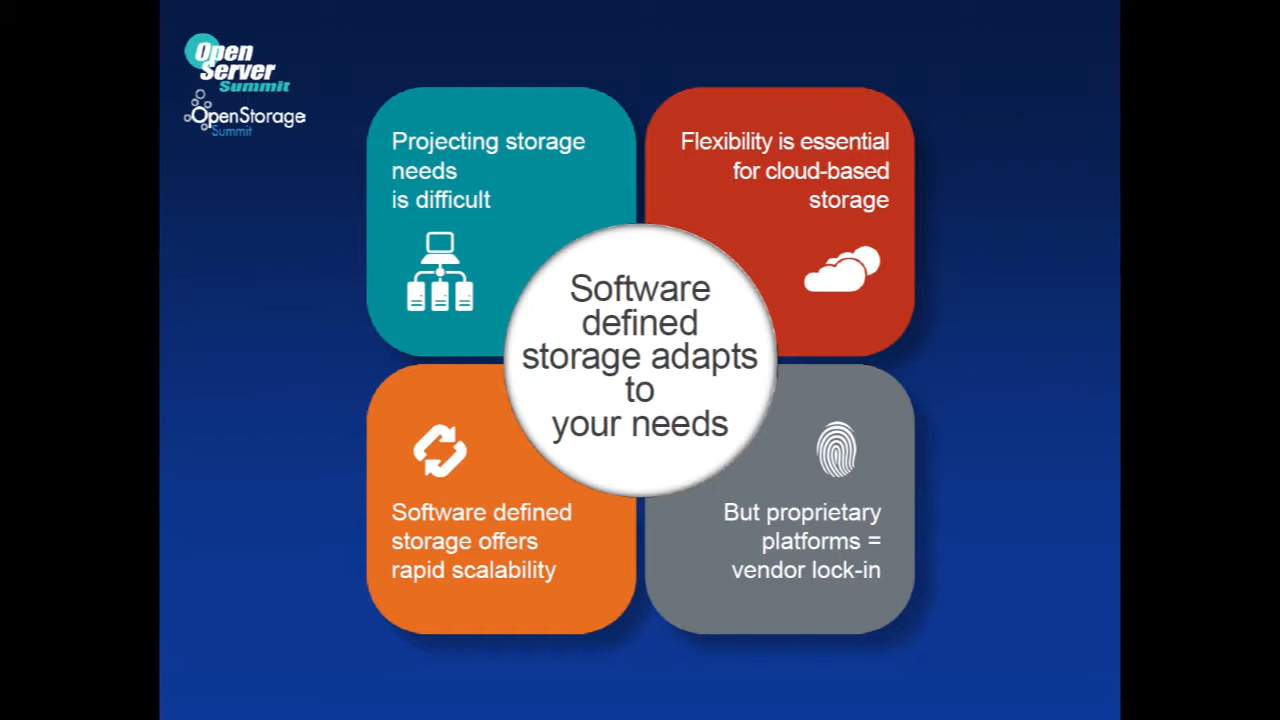 Open
Server
Summit
OpenStorage
Summit
Projecting storage
needs
is difficult
Flexibility is essential
for cloud-based
storage
Software
defined
storage adapts
to
your needs
Software defined
storage offers
rapid scalability
But proprietary
platforms =
vendor lock-in